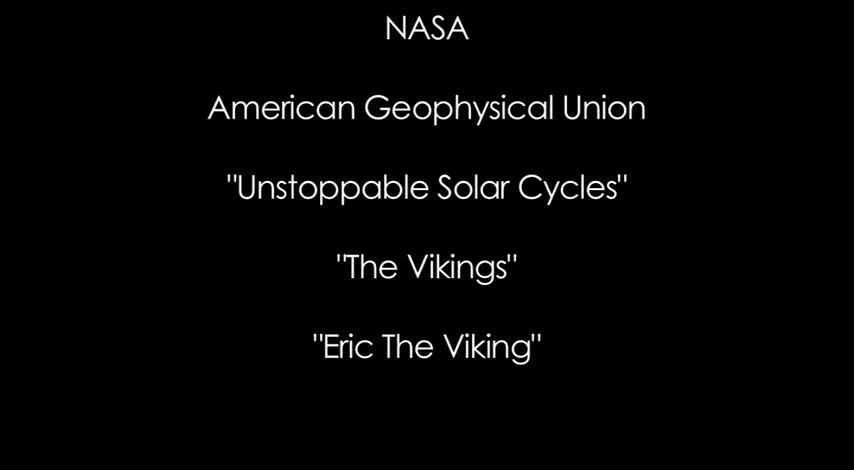 NASA
American Geophysical Union
"Unstoppable Solar Cycles"
"The Vikings"
"Eric The Viking"